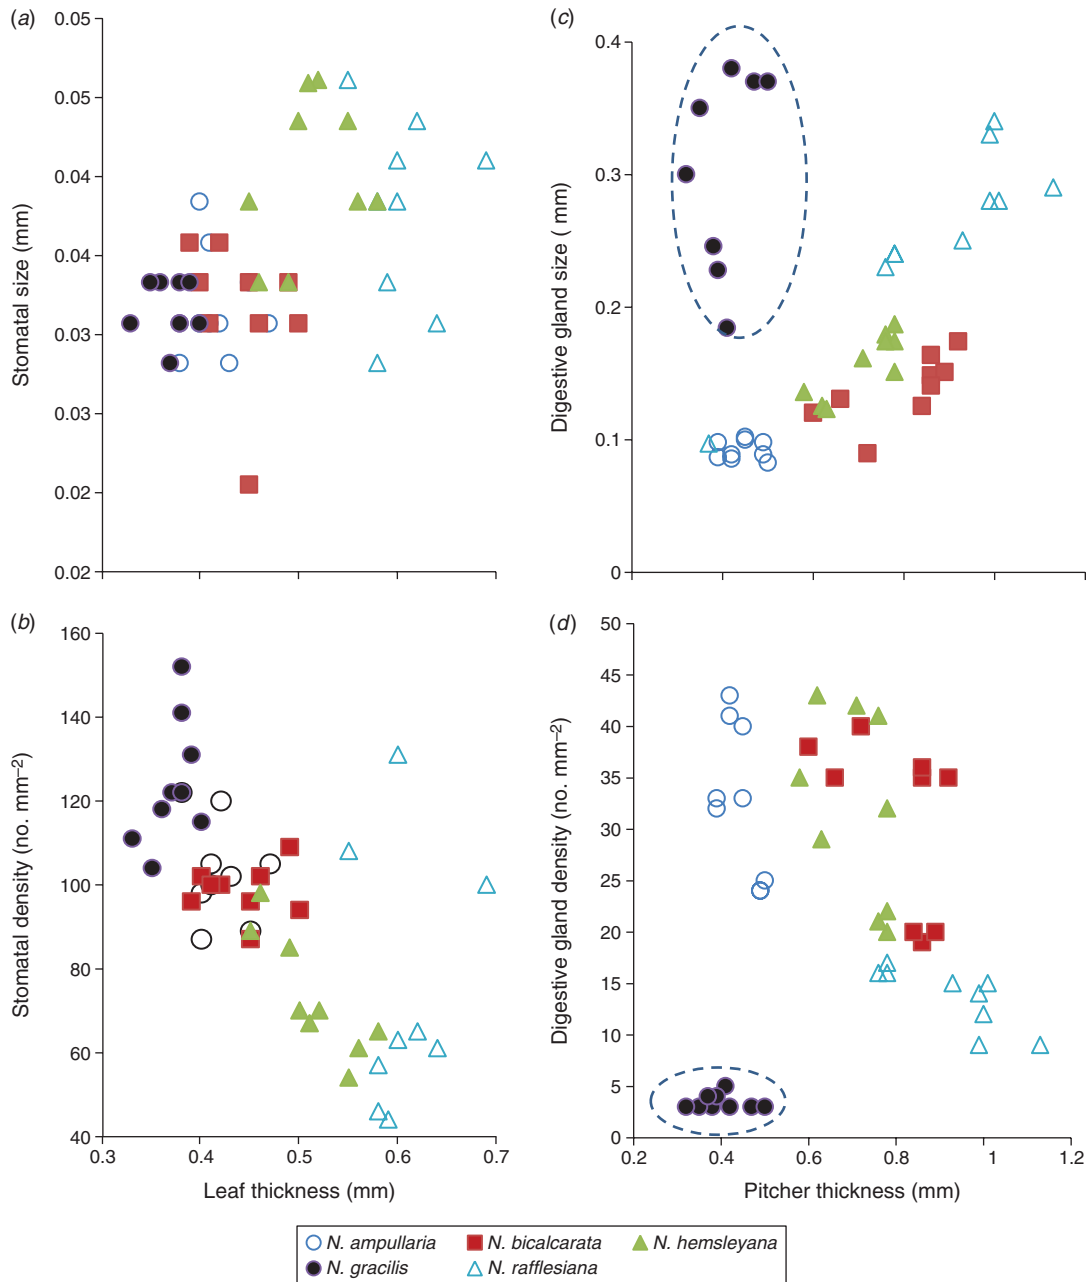 (a)
0.05
0.05
0.04
0.04
0.03
0.03
0.02
0.02
Stomatal size (mm)
(c)
0.4
0.3
0.2
0.1
0
Digestive gland size ( mm)
(b)
160
140
120
100
80
60
40
Stomatal density (no. mm–2)
0.3 0.4 0.5 0.6 0.7
Leaf thickness (mm)
(d)
50
45
40
35
30
25
20
15
10
5
0
Digestive gland density (no. mm–2)
0.2 0.4 0.6 0.8 1 1.2
Pitcher thickness (mm)
N. ampullaria N. bicalcarata N. hemsleyana
N. gracilis N. rafflesiana